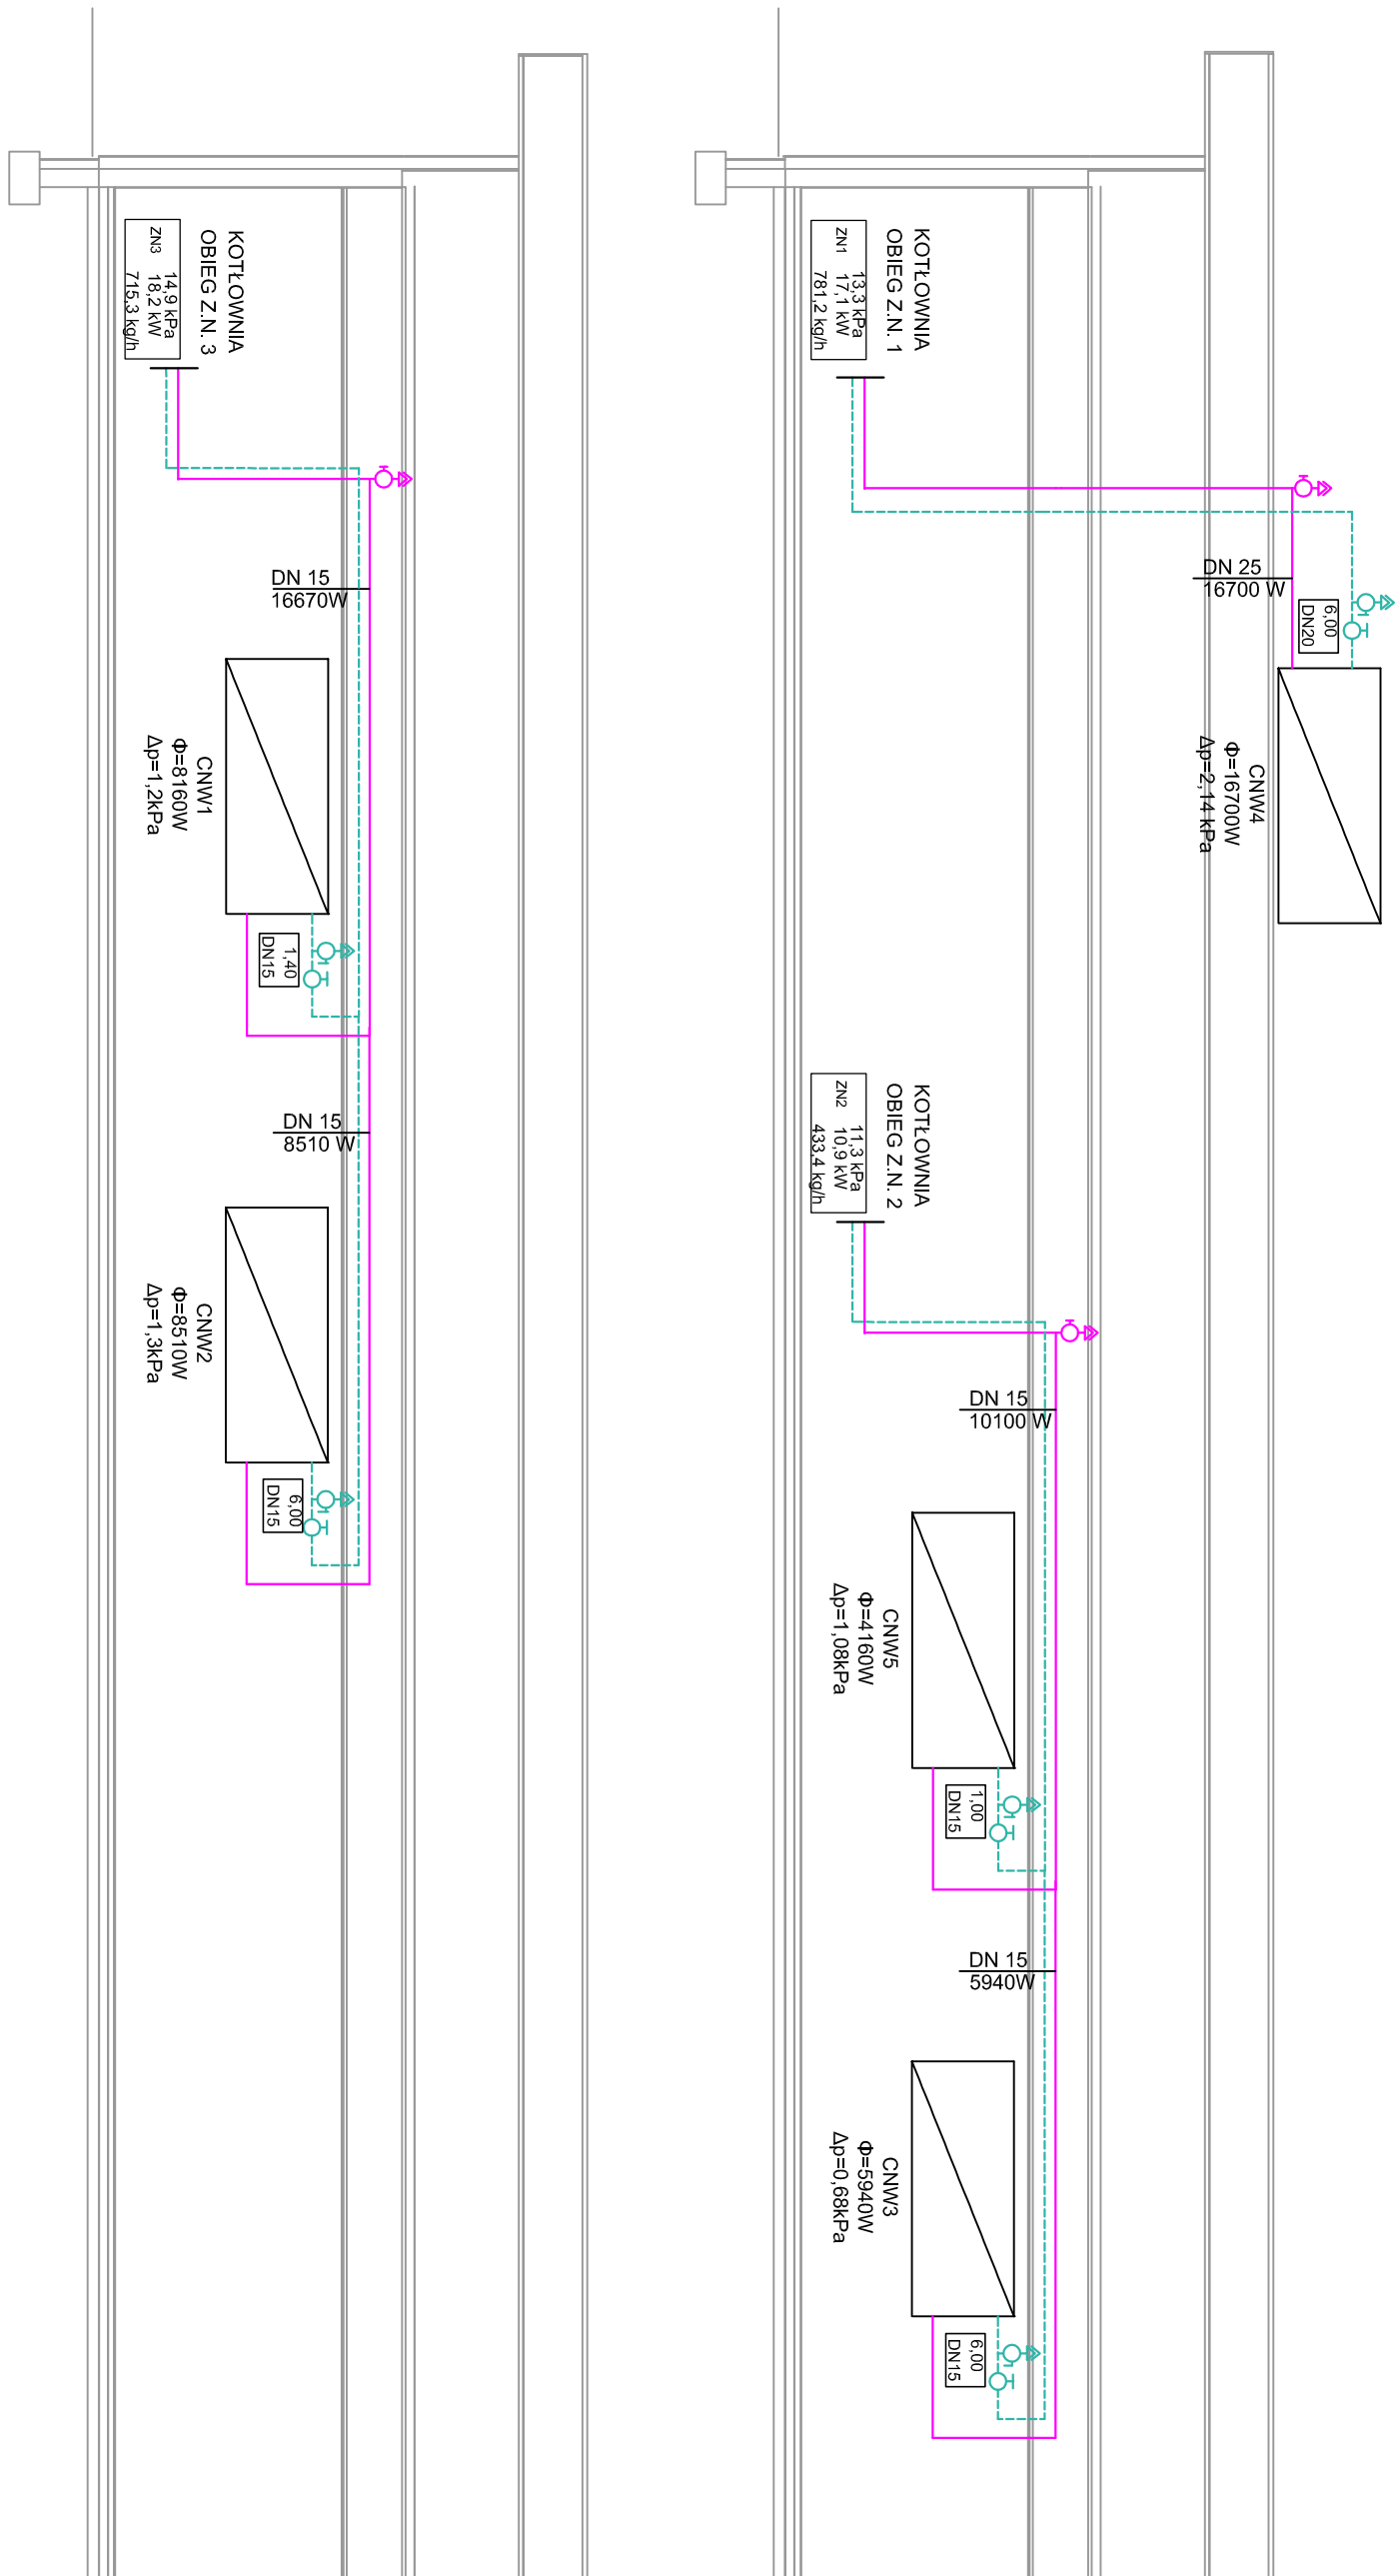 KOTŁOWNIA
OBIEG Z.N. 1
ZN1
13,3 kPa
17,1 kW
781,2 kg/h
DN 25
16700 W
6,00
DN20
CNW4
Φ=16700W
Δp=2,14 kPa
KOTŁOWNIA
OBIEG Z.N. 2
ZN2
11,3 kPa
10,9 kW
433,4 kg/h
DN 15
10100 W
CNW5
Φ=4160W
Δp=1,08kPa
1,00
DN15
DN 15
5940W
CNW3
Φ=5940W
Δp=0,68kPa
6,00
DN15
KOTŁOWNIA
OBIEG Z.N. 3
ZN3
14,9 kPa
18,2 kW
715,3 kg/h
DN 15
16670W
CNW1
Φ=8160W
Δp=1,2kPa
1,40
DN15
DN 15
8510 W
CNW2
Φ=8510W
Δp=1,3kPa
6,00
DN15